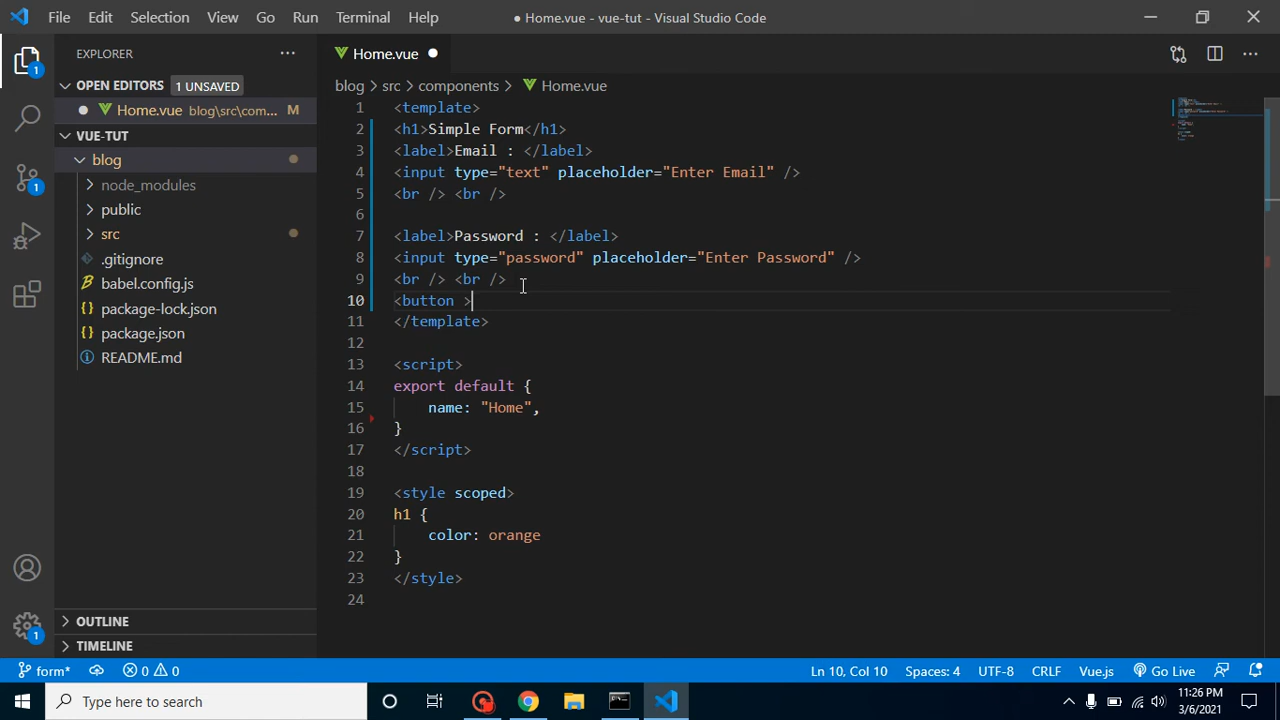 File Edit Selection View Go Run Terminal Help
● Home.vue - vue-tut - Visual Studio Code
EXPLORER
OPEN EDITORS 1 UNSAVED
Home.vue blog\src\com... M
VUE-TUT
blog
node_modules
public
src
.gitignore
babel.config.js
package-lock.json
package.json
README.md
OUTLINE
TIMELINE
1
1
1
Home.vue
blog > src > components > Home.vue
1 <template>
2 <h1>Simple Form</h1>
3 <label>Email : </label>
4 <input type="text" placeholder="Enter Email" />
5 <br /> <br />
6
7 <label>Password : </label>
8 <input type="password" placeholder="Enter Password" />
9 <br /> <br />
10 <button >
11 </template>
12
13 <script>
14 export default {
15 name: "Home",
16 }
17 </script>
18
19 <style scoped>
20 h1 {
21 color: orange
22 }
23 </style>
24
form* 0 0 Ln 10, Col 10 Spaces: 4 UTF-8 CRLF Vue.js Go Live
Type here to search
11:26 PM
3/6/2021